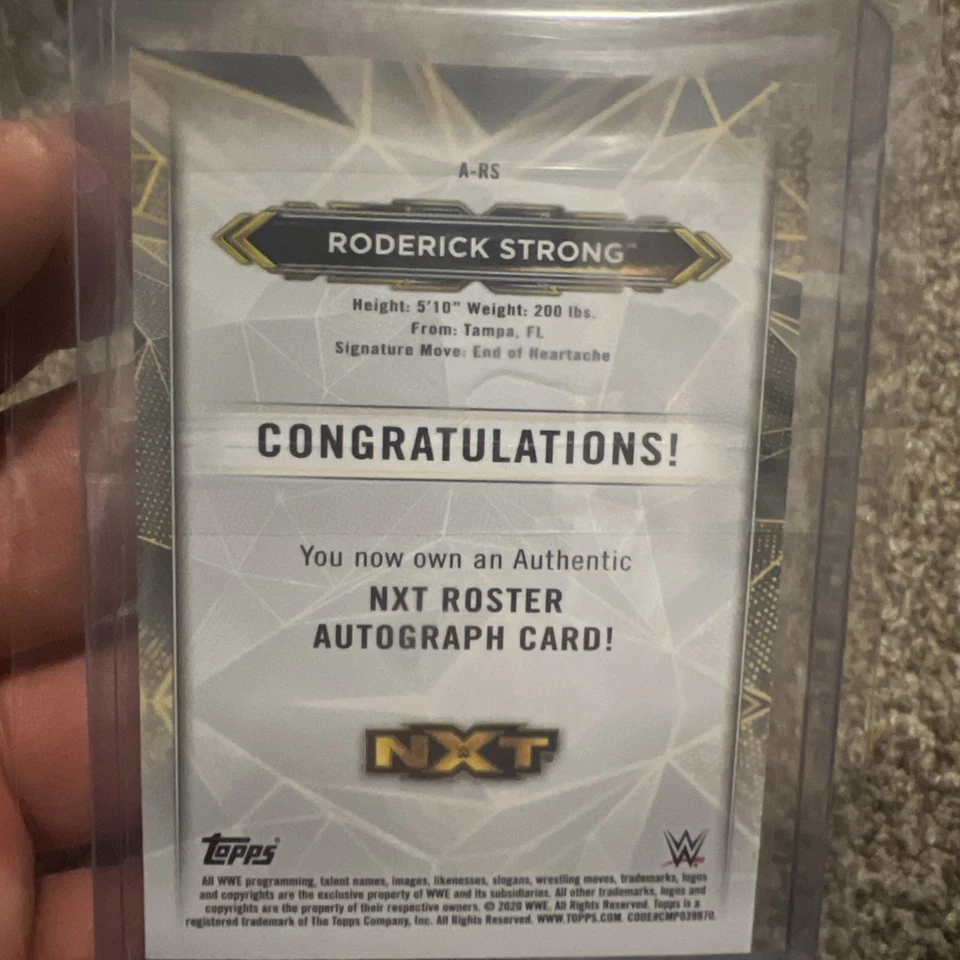 A-RS
RODERICK STRONG™
Height: 5'10" Weight: 200 lbs.
From: Tampa, FL
Signature Move: End of Heartache
CONGRATULATIONS!
You now own an Authentic
NXT ROSTER
AUTOGRAPH CARD!
NXT
Topps®
W
All WWE programming, talent names, images, likenesses, slogans, wrestling moves, trademarks, logos
and copyrights are the exclusive property of WWE and its subsidiaries. All other trademarks, logos and
copyrights are the property of their respective owners. © 2020 WWE. All Rights Reserved. Topps is a
registered trademark of The Topps Company, Inc. All Rights Reserved. WWW.TOPPS.COM. CODE#CMP039870.